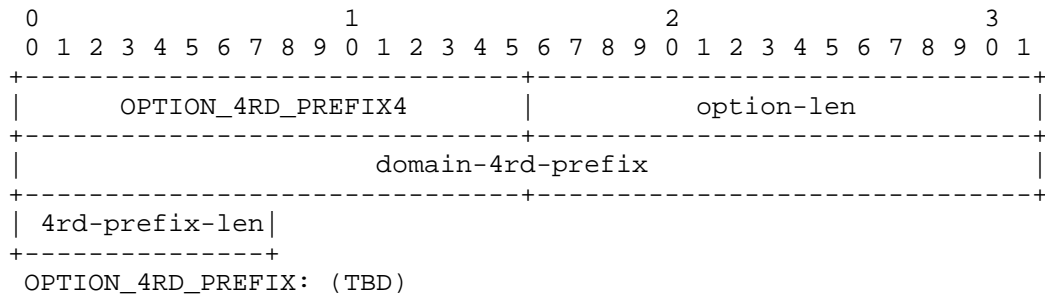 0                   1                   2                   3
 0 1 2 3 4 5 6 7 8 9 0 1 2 3 4 5 6 7 8 9 0 1 2 3 4 5 6 7 8 9 0 1
+-------------------------------+-------------------------------+
|      OPTION_4RD_PREFIX4       |          option-len           |
+-------------------------------+-------------------------------+
|                      domain-4rd-prefix                        |
+-------------------------------+-------------------------------+
| 4rd-prefix-len|
+---------------+
 OPTION_4RD_PREFIX: (TBD)